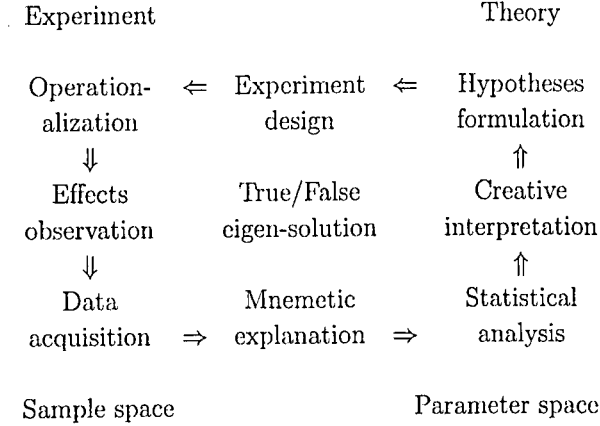 Experiment Theory
Operation- ⇐ Experiment ⇐ Hypotheses
alization design formulation
⇓ ⇑
Effects True/False Creative
observation eigen-solution interpretation
⇓ ⇑
Data Mnemetic Statistical
acquisition ⇒ explanation ⇒ analysis
Sample space Parameter space